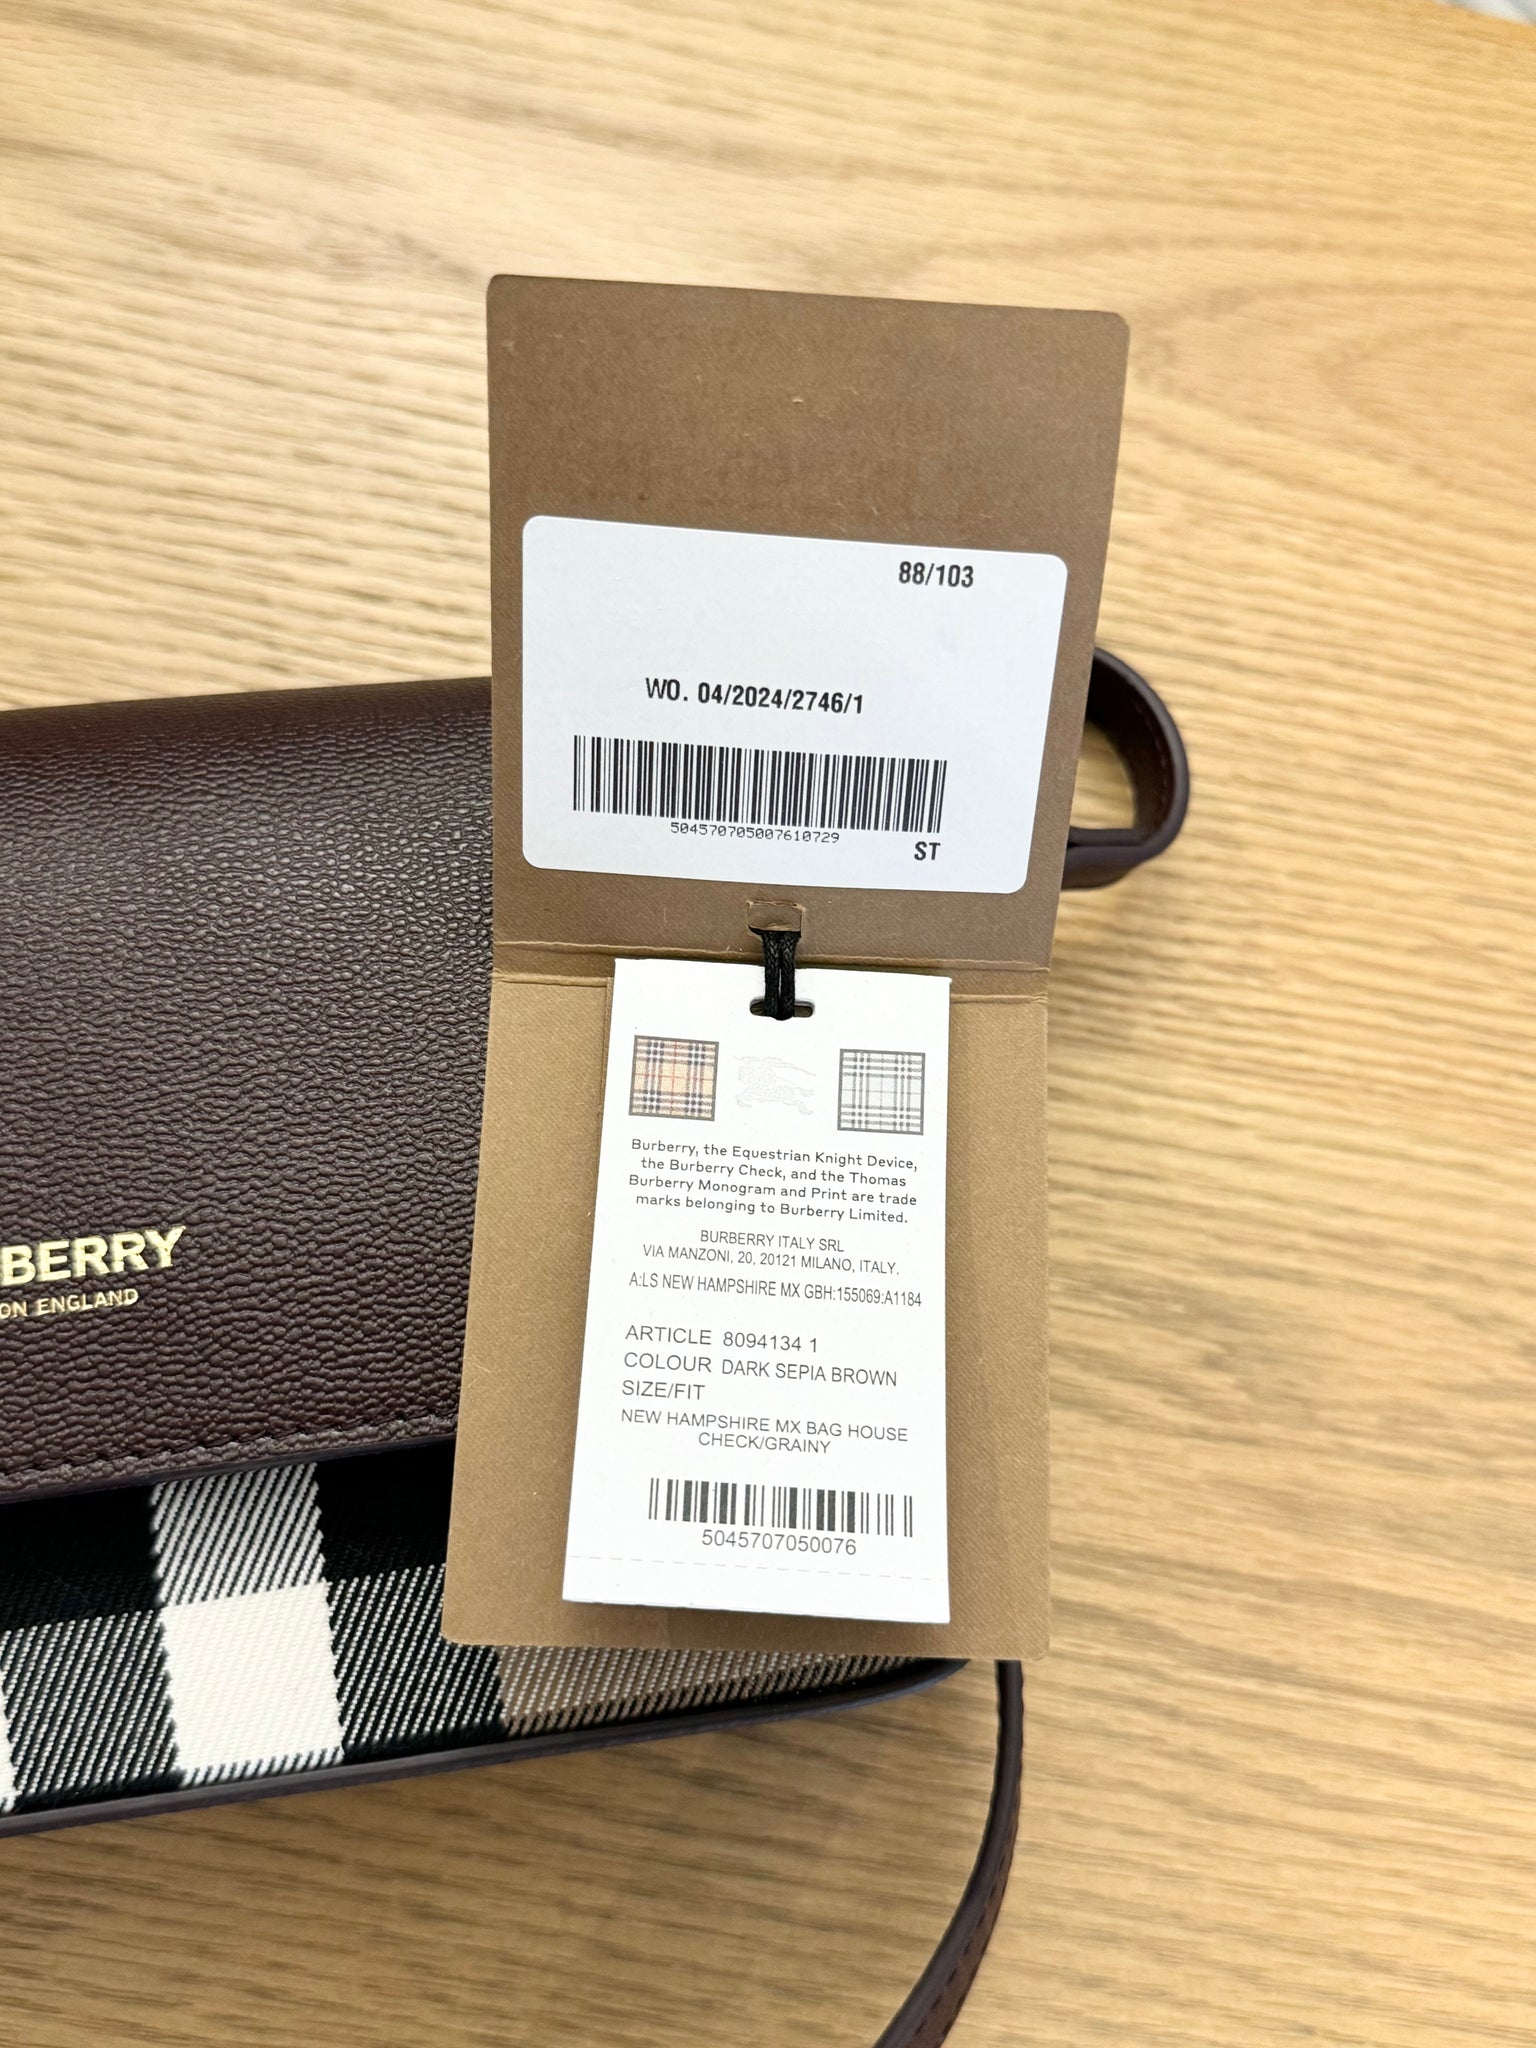 88/103
WO. 04/2024/2746/1
504570705007610729
ST
Burberry, the Equestrian Knight Device,
the Burberry Check, and the Thomas
Burberry Monogram and Print are trade
marks belonging to Burberry Limited.
BURBERRY ITALY SRL
VIA MANZONI, 20, 20121 MILANO, ITALY.
A:LS NEW HAMPSHIRE MX GBH:155069:A1184
ARTICLE 8094134 1
COLOUR DARK SEPIA BROWN
SIZE/FIT
NEW HAMPSHIRE MX BAG HOUSE
CHECK/GRAINY
5045707050076
BERRY
ON ENGLAND